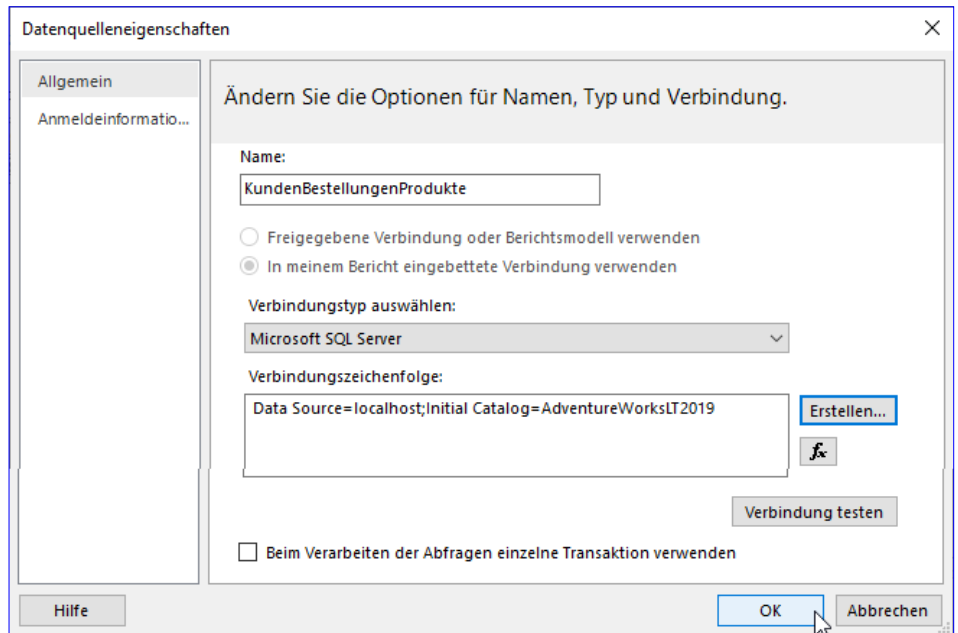 Datenquelleneigenschaften
Allgemein
Anmeldeinformatio...
Ändern Sie die Optionen für Namen, Typ und Verbindung.
Name:
KundenBestellungenProdukte
Freigegebene Verbindung oder Berichtsmodell verwenden
In meinem Bericht eingebettete Verbindung verwenden
Verbindungstyp auswählen:
Microsoft SQL Server
Verbindungszeichenfolge:
Data Source=localhost;Initial Catalog=AdventureWorksLT2019
Erstellen...
fx
Verbindung testen
Beim Verarbeiten der Abfragen einzelne Transaktion verwenden
Hilfe
OK
Abbrechen